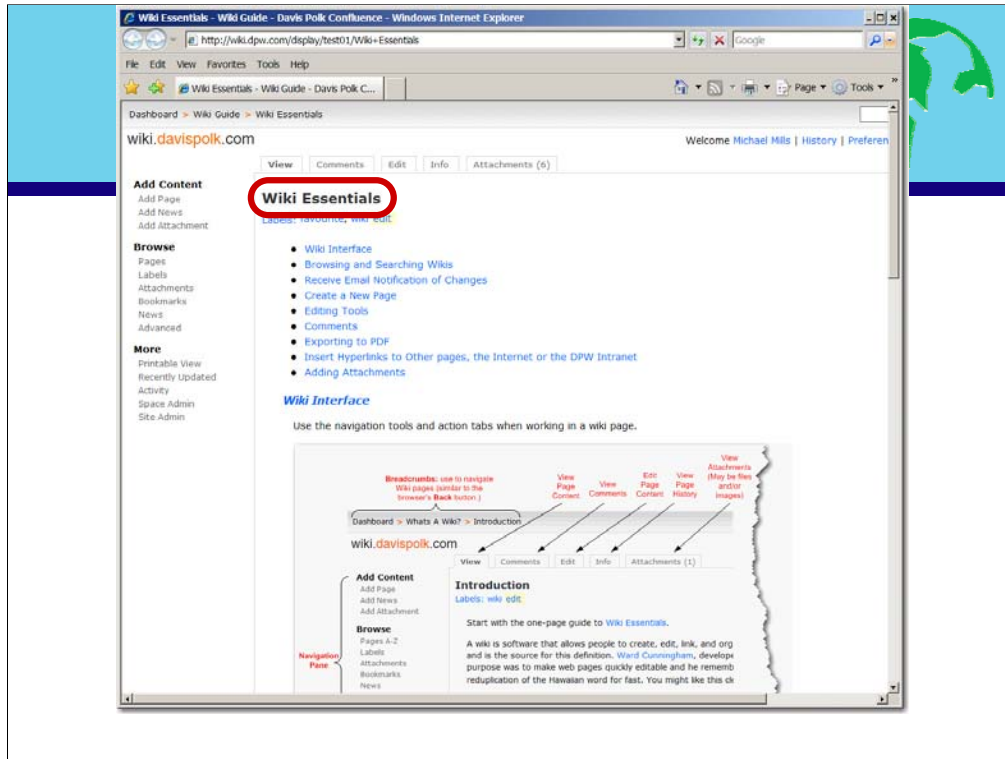 Wiki Essentials - Wiki Guide - Davis Polk Confluence - Windows Internet Explorer
http://wiki.dpw.com/display/test01/Wiki+Essentials
Google
File Edit View Favorites Tools Help
Wiki Essentials - Wiki Guide - Davis Polk C...
Page Tools
Dashboard > Wiki Guide > Wiki Essentials
wiki.davispolk.com
Welcome Michael Mills | History | Preferen
View Comments Edit Info Attachments (6)
Add Content
Add Page
Add News
Add Attachment
Browse
Pages
Labels
Attachments
Bookmarks
News
Advanced
More
Printable View
Recently Updated
Activity
Space Admin
Site Admin
Wiki Essentials
Labels: favourite, wiki edit
Wiki Interface
Browsing and Searching Wikis
Receive Email Notification of Changes
Create a New Page
Editing Tools
Comments
Exporting to PDF
Insert Hyperlinks to Other pages, the Internet or the DPW Intranet
Adding Attachments
Wiki Interface
Use the navigation tools and action tabs when working in a wiki page.
Breadcrumbs: use to navigate
Wiki pages (similar to the
browser's Back button.)
View
Page
Content
View
Comments
Edit
Page
Content
View
Page
History
View
Attachments
(May be files
and/or
images)
Dashboard > Whats A Wiki? > Introduction
wiki.davispolk.com
View Comments Edit Info Attachments (1)
Add Content
Add Page
Add News
Add Attachment
Browse
Pages A-Z
Labels
Attachments
Bookmarks
News
Navigation
Pane
Introduction
Labels: wiki edit
Start with the one-page guide to Wiki Essentials.
A wiki is software that allows people to create, edit, link, and org
and is the source for this definition. Ward Cunningham, develope
purpose was to make web pages quickly editable and he rememb
reduplication of the Hawaiian word for fast. You might like this